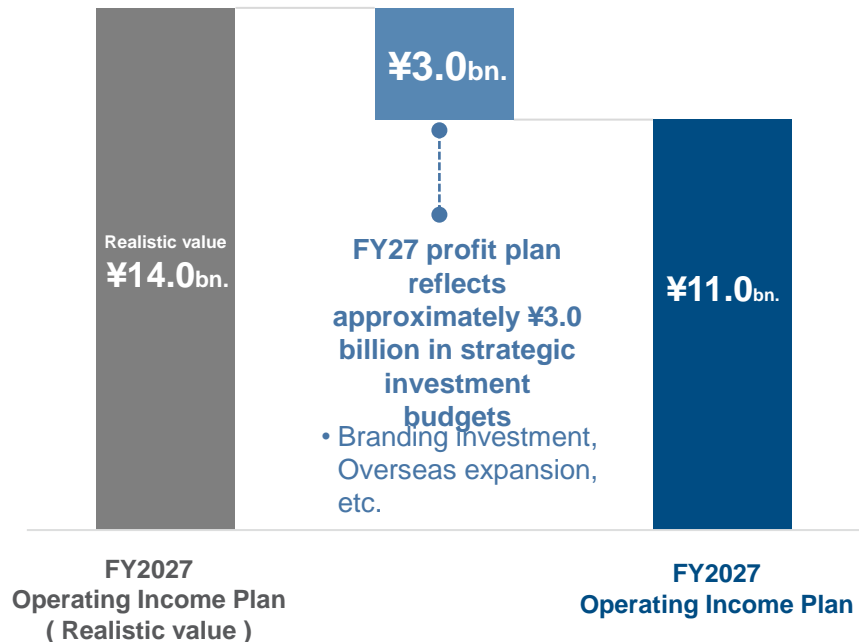 ¥3.0bn.
Realistic value
¥14.0bn.
FY27 profit plan
reflects
approximately ¥3.0
billion in strategic
investment
budgets
• Branding investment,
Overseas expansion,
etc.
¥11.0bn.
FY2027
Operating Income Plan
( Realistic value )
FY2027
Operating Income Plan